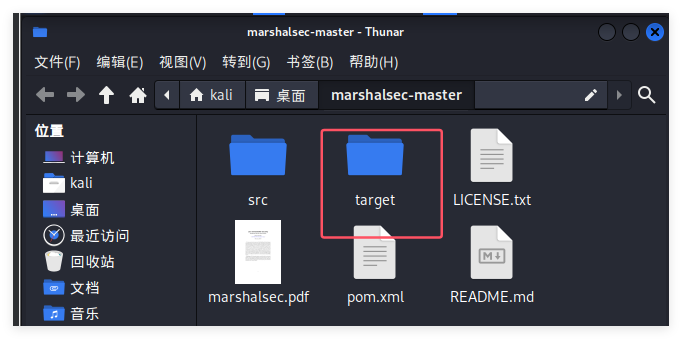 marshalsec-master - Thunar
文件(F) 编辑(E) 视图(V) 转到(G) 书签(B) 帮助(H)
kali 桌面 marshalsec-master
位置
计算机
kali
桌面
最近访问
回收站
文档
音乐
src target LICENSE.txt
marshalsec.pdf pom.xml README.md